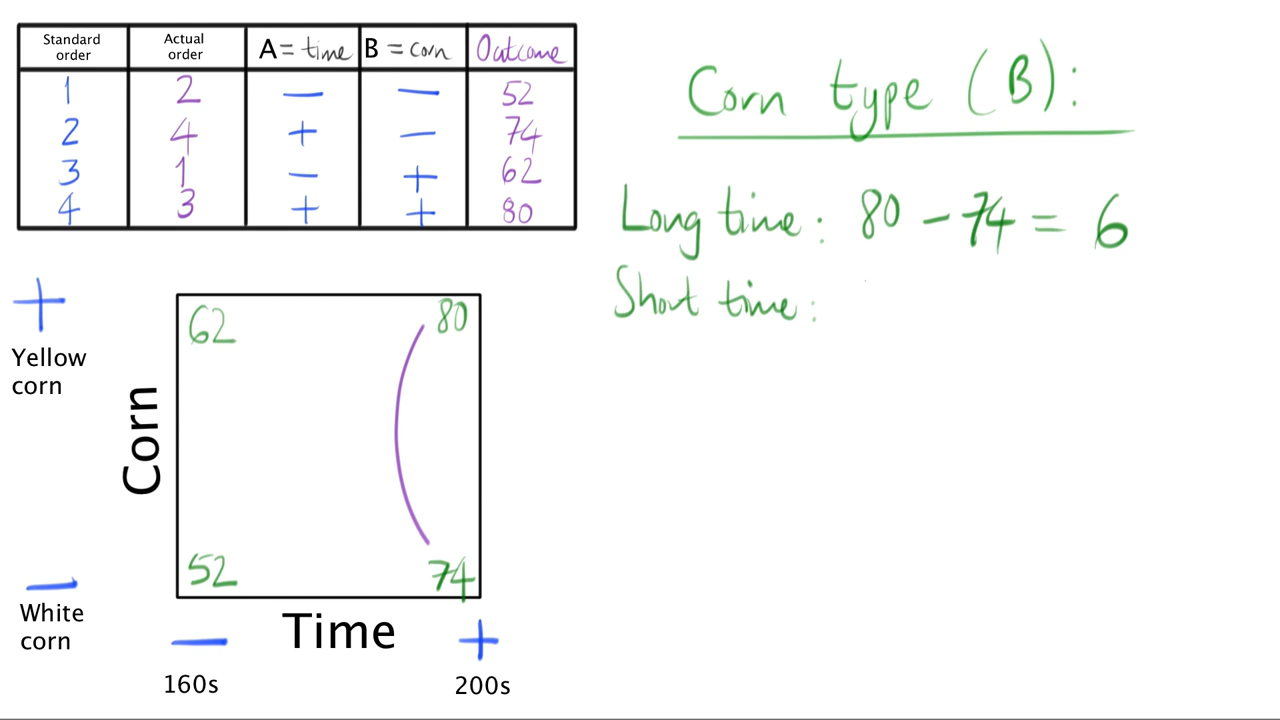 Standard order Actual order A = time B = corn Outcome
1 2 − − 52
2 4 + − 74
3 1 − + 62
4 3 + + 80
Corn type (B):
Long time: 80 − 74 = 6
Short time:
+
Yellow
corn
62 80
Corn
52 74
−
White
corn
− Time +
160s 200s